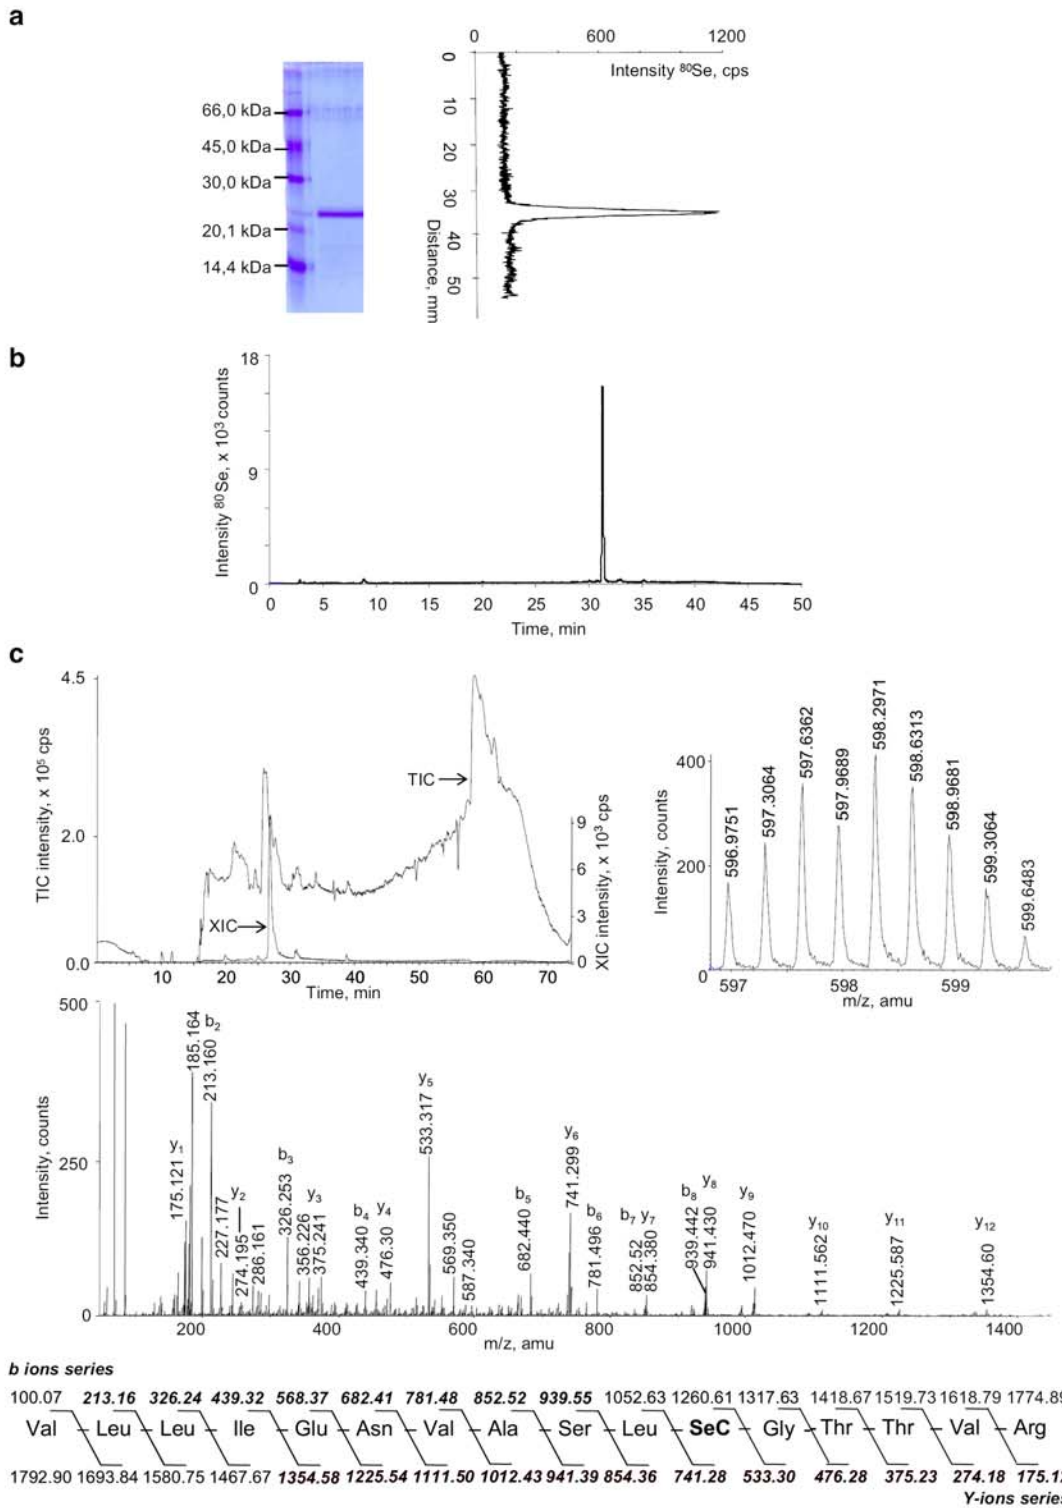 a
0 600 1200
Intensity ⁸⁰Se, cps
0 10 20 30 40 50
Distance, mm
66,0 kDa
45,0 kDa
30,0 kDa
20,1 kDa
14,4 kDa
b
Intensity ⁸⁰Se, x 10³ counts
18
9
0
0 5 10 15 20 25 30 35 40 45 50
Time, min
c
TIC intensity, x 10⁵ cps
4.5
2.0
0.0
TIC
XIC
XIC intensity, x 10³ cps
9
6
3
0
10 20 30 40 50 60 70
Time, min
Intensity, counts
400
200
0
596.9751
597.3064
597.6362
597.9689
598.2971
598.6313
598.9681
599.3064
599.6483
597 598 599
m/z, amu
Intensity, counts
500
250
0
y₁
175.121
185.164
b₂
213.160
227.177
y₂
274.195
286.161
b₃
326.253
356.226
y₃
375.241
b₄
439.340
y₄
476.30
y₅
533.317
569.350
587.340
b₅
682.440
y₆
741.299
b₆
781.496
b₇
852.52
y₇
854.380
b₈
939.442
y₈
941.430
y₉
1012.470
y₁₀
1111.562
y₁₁
1225.587
y₁₂
1354.60
200 400 600 800 1000 1200 1400
m/z, amu
b ions series
100.07 213.16 326.24 439.32 568.37 682.41 781.48 852.52 939.55 1052.63 1260.61 1317.63 1418.67 1519.73 1618.79 1774.89
Val Leu Leu Ile Glu Asn Val Ala Ser Leu SeC Gly Thr Thr Val Arg
1792.90 1693.84 1580.75 1467.67 1354.58 1225.54 1111.50 1012.43 941.39 854.36 741.28 533.30 476.28 375.23 274.18 175.12
Y-ions series